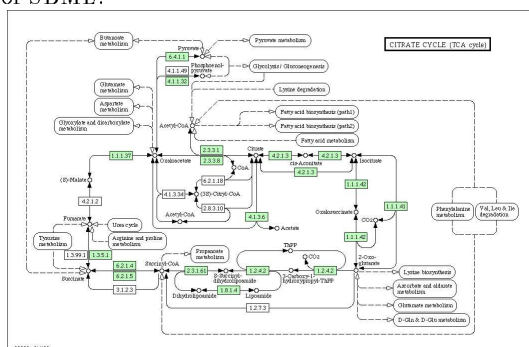 of SBML.
CITRATE CYCLE (TCA cycle)
Butanoate
metabolism
Pyruvate
6.4.1.1
Pyruvate metabolism
4.1.1.49
Phosphoenol-
pyruvate
4.1.1.32
Glycolysis / Gluconeogenesis
Lysine degradation
Glutamate
metabolism
Aspartate
metabolism
Glyoxylate and dicarboxylate
metabolism
Acetyl-CoA
Fatty acid biosynthesis (path1)
Fatty acid biosynthesis (path2)
Fatty acid metabolism
1.1.1.37
Oxaloacetate
2.3.3.1
2.3.3.8
Citrate
4.2.1.3
4.2.1.3
cis-Aconitate
4.2.1.3
Isocitrate
CoA
6.2.1.18
(S)-Malate
4.1.3.34
(3S)-Citryl-CoA
2.8.3.10
Acetyl-CoA
4.2.1.2
4.1.3.6
Acetate
1.1.1.42
Oxalosuccinate
1.1.1.41
CO2
1.1.1.42
Phenylalanine
metabolism
Val, Leu & Ile
degradation
Fumarate
Urea cycle
Arginine and proline
metabolism
Tyrosine
metabolism
1.3.99.1
1.3.5.1
Succinate
6.2.1.4
6.2.1.5
3.1.2.3
Succinyl-CoA
Propanoate
metabolism
2.3.1.61
S-Succinyl-
dihydrolipoamide
1.2.4.2
3-Carboxy-1-
hydroxypropyl-ThPP
ThPP
CO2
1.2.4.2
2-Oxo-
glutarate
Dihydrolipoamide
Lipoamide
1.8.1.4
1.2.7.3
Lysine biosynthesis
Ascorbate and aldarate
metabolism
Glutamate metabolism
D-Gln & D-Glu metabolism